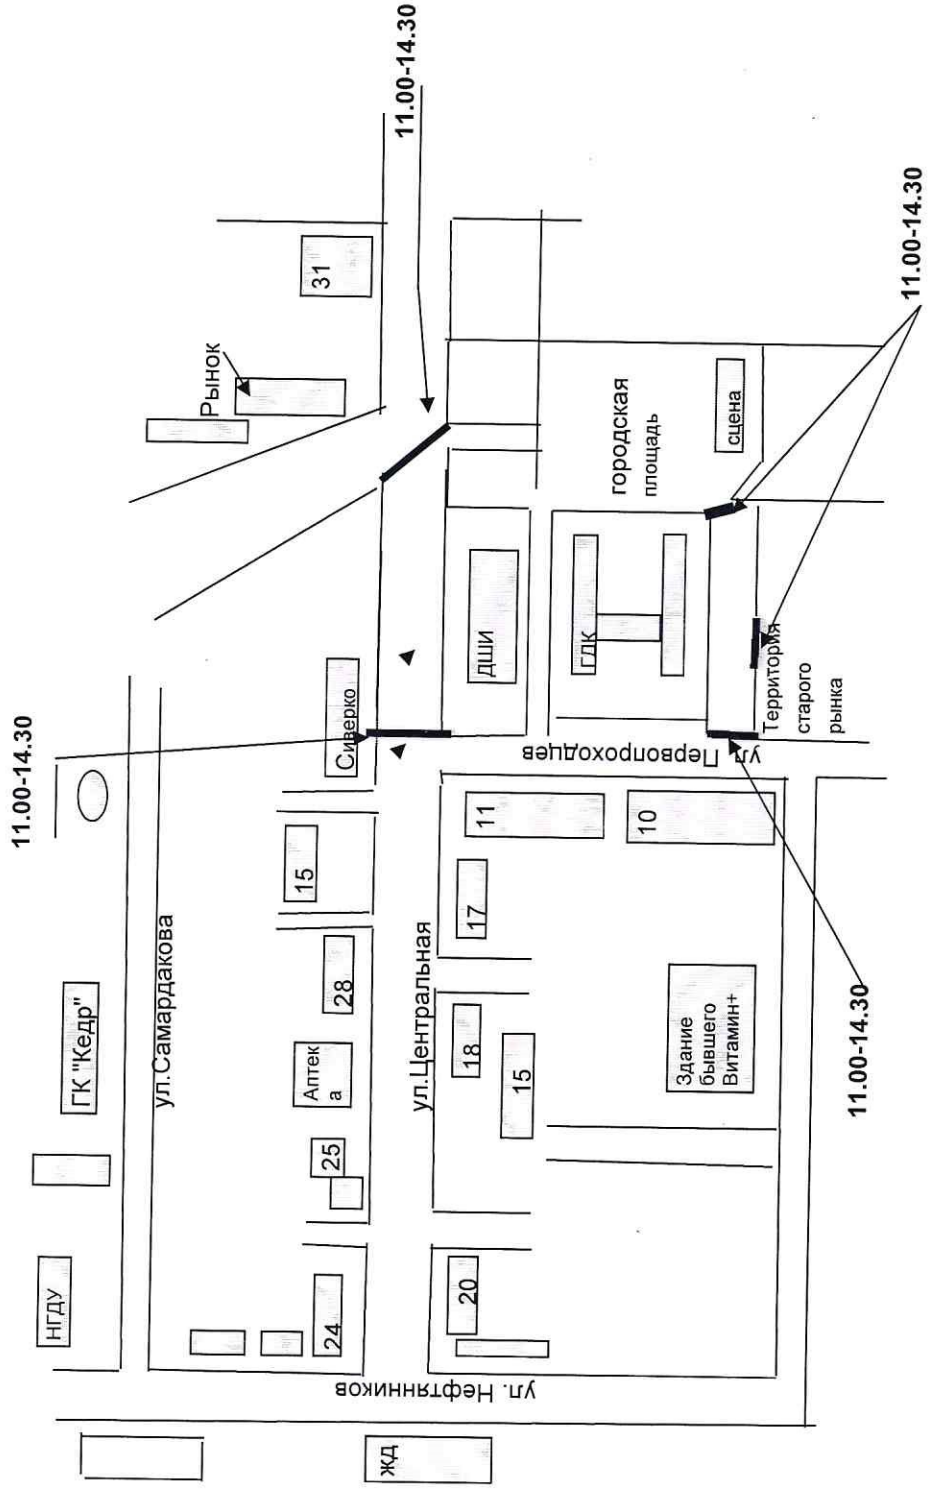 11.00-14.30
11.00-14.30
11.00-14.30
11.00-14.30
НГДУ
ГК "Кедр"
ул.Самардакова
Рынок
31
15
Сиверко
28
Аптек
а
25
24
ул.Центральная
17
18
15
20
11
10
ДШИ
ГДК
городская
площадь
сцена
Территория
старого
рынка
ул. Первопроходцев
Здание
бывшего
Витамин+
ул. Нефтянников
ЖД